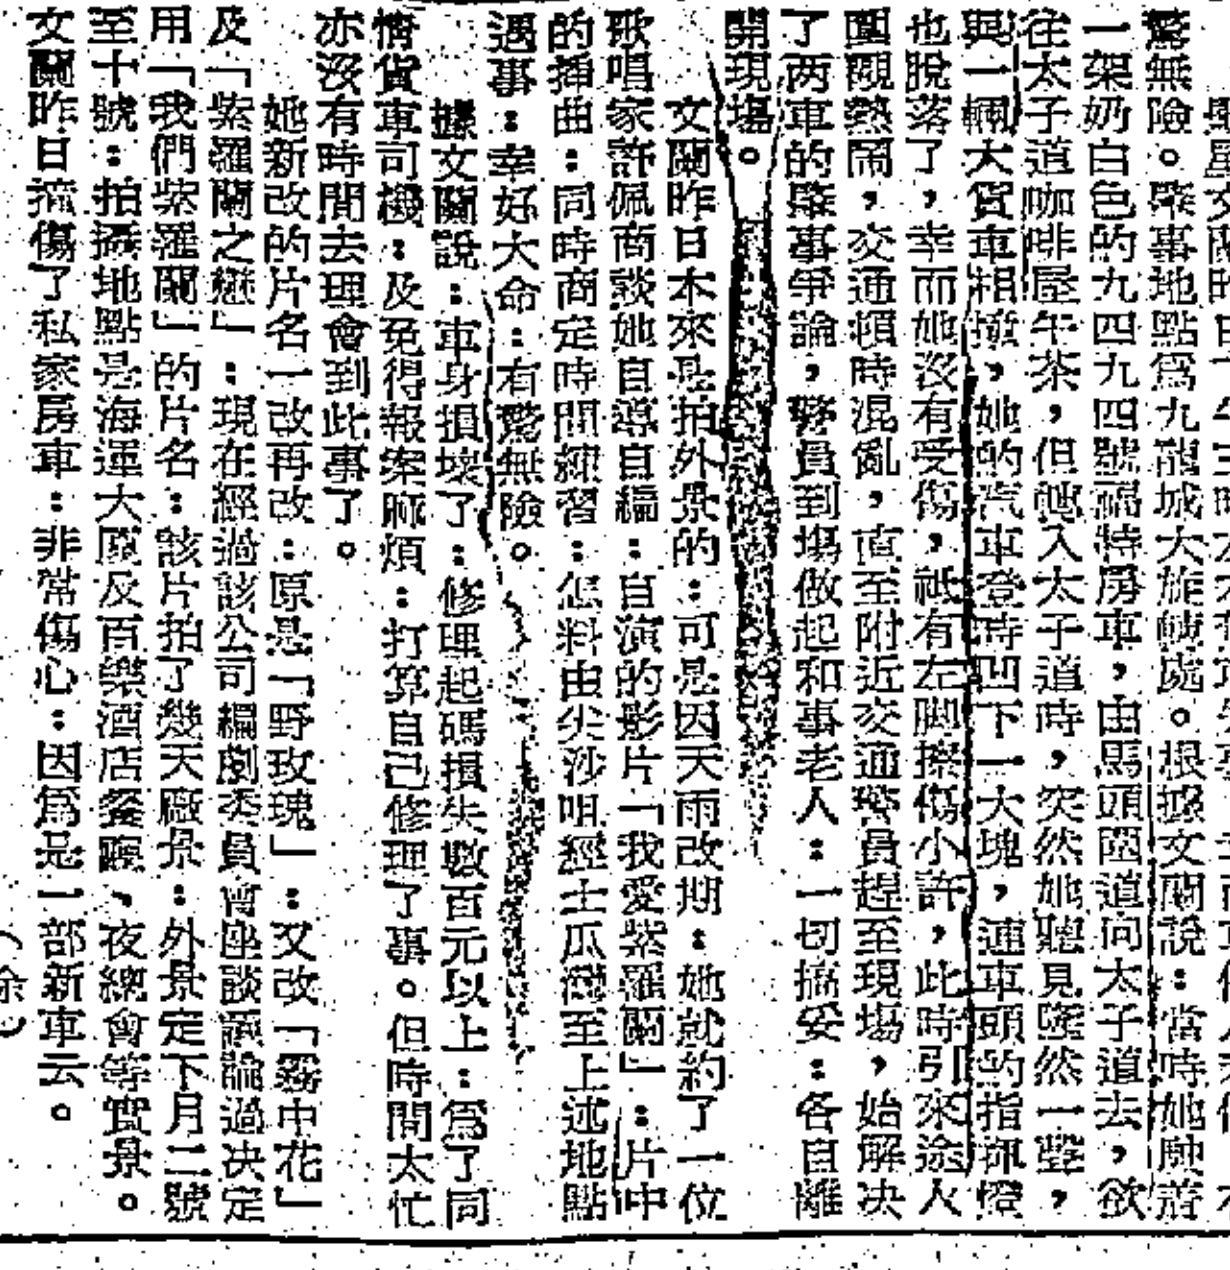 驚無險。肇事地點爲九龍城大旅館處。根據文蘭說：當時她駛着
一架奶白色的九四九四號福特房車，由馬頭圍道向太子道去，欲
往太子道咖啡屋午茶，但轉入太子道時，突然她聽見墜然一聲，
與一輛大貨車相撞，她的汽車登時凹下一大塊，連車頭的指揮燈
也脫落了，幸而她沒有受傷，祇有左脚擦傷小許，此時引來途人
圍觀熱鬧，交通頓時混亂，直至附近交通警員趕至現場，始解决
了两車的肇事爭論，警員到塲做起和事老人：一切搞妥：各自離
開現塲。
文蘭昨日本來是拍外景的：可是因天雨改期：她就約了一位
歌唱家許佩商談她自導自編：自演的影片「我愛紫羅蘭」：片中
的揷曲：同時商定時間練習：怎料由尖沙咀經士瓜灣至上述地點
遇事：幸好大命：有驚無險。
據文蘭說：車身損壞了：修理起碼損失數百元以上：爲了同
情貨車司機：及免得報案麻煩：打算自己修理了事。但時間太忙
亦沒有時間去理會到此事了。
她新改的片名一改再改：原是「野玫瑰」：又改「霧中花」
及「紫羅蘭之戀」：現在經過該公司編劇委員會座談議論過决定
用「我們紫羅蘭」的片名：該片拍了幾天廠景：外景定下月二號
至十號：拍攝地點是海運大厦及百樂酒店餐廳、夜總會等實景。
文蘭昨日撞傷了私家房車：非常傷心：因爲是一部新車云。